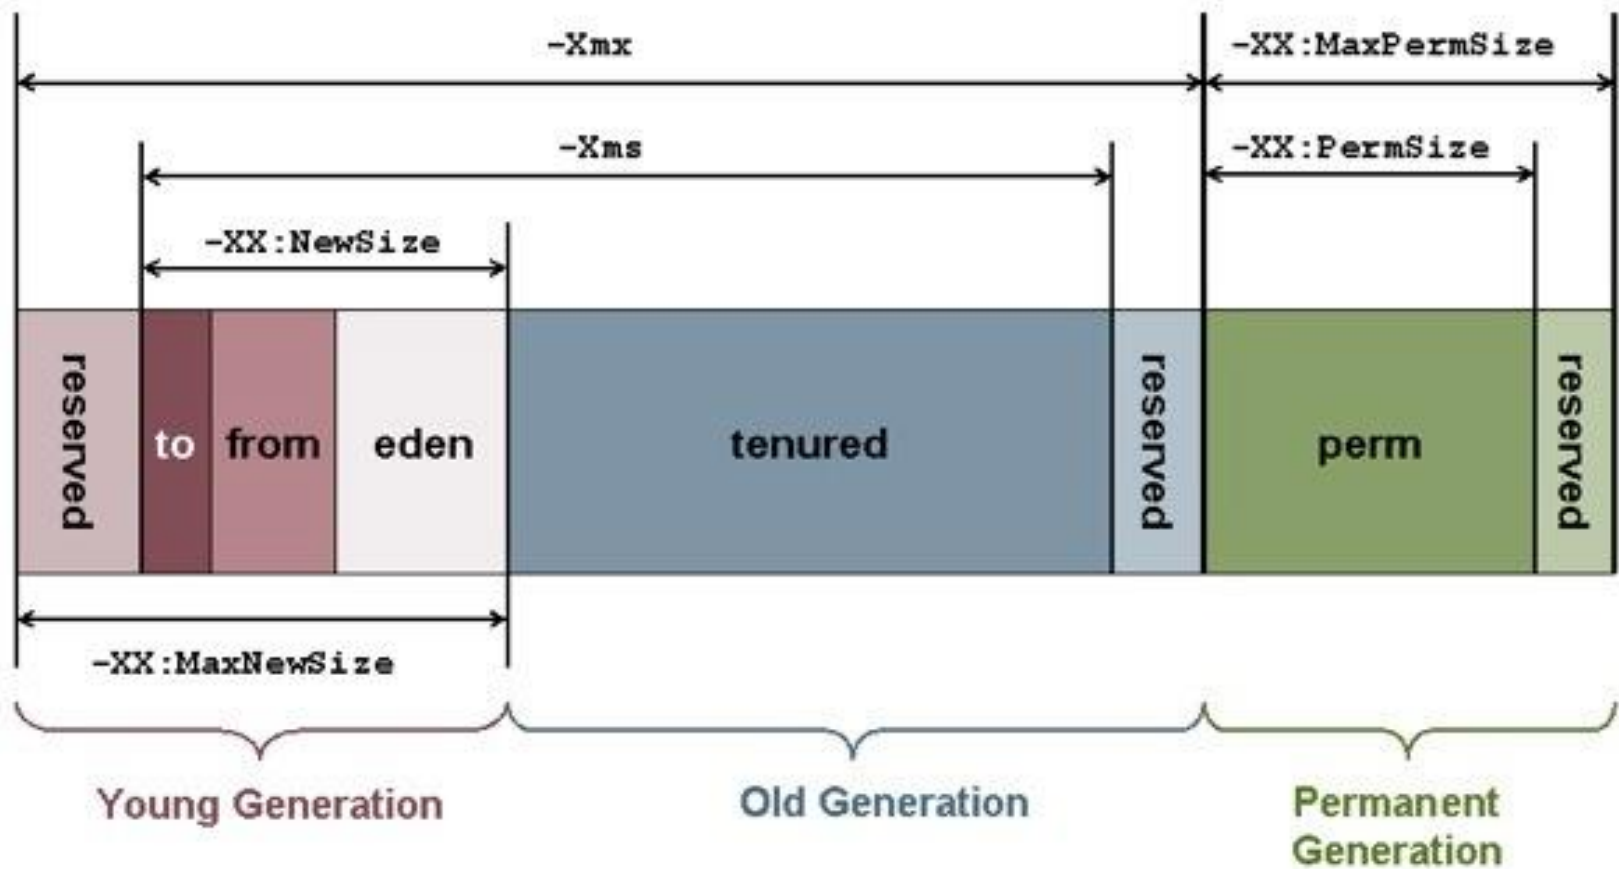 -Xmx
-XX:MaxPermSize
-Xms
-XX:PermSize
-XX:NewSize
reserved
to
from
eden
tenured
reserved
perm
reserved
-XX:MaxNewSize
Young Generation
Old Generation
Permanent
Generation